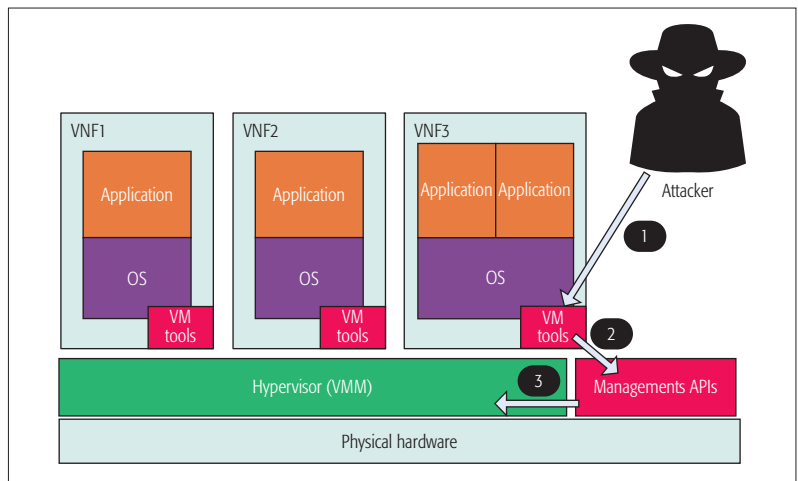 VNF1
VNF2
VNF3
Application
Application
Application
Application
Attacker
1
OS
OS
OS
VM
tools
VM
tools
VM
tools
2
3
Hypervisor (VMM)
Managements APIs
Physical hardware